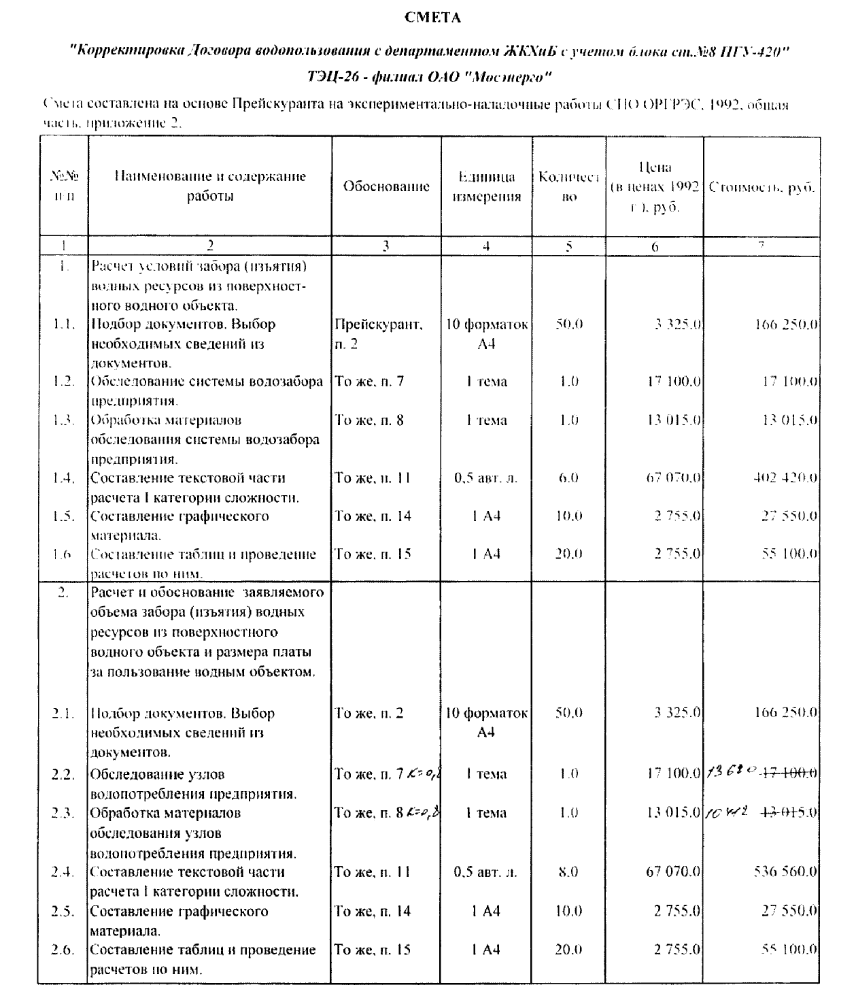 СМЕТА
"Корректировка Договора водопользования с департаментом ЖКХиБ с учетом блока ст.№8 ПГУ-420"
ТЭЦ-26 - филиал ОАО "Мосэнерго"
Смета составлена на основе Прейскуранта на экспериментально-наладочные работы СПО ОРГРЭС, 1992, общая
часть, приложение 2.
№№ п п | Наименование и содержание работы | Обоснование | Единица измерения | Количест во | Цена (в ценах 1992 г.), руб. | Стоимость, руб.
1 2 3 4 5 6 7
1. Расчет условий забора (изъятия)
водных ресурсов из поверхност-
ного водного объекта.
1.1. Подбор документов. Выбор Прейскурант, 10 форматок 50.0 3 325.0 166 250.0
необходимых сведений из п. 2 А4
документов.
1.2. Обследование системы водозабора То же, п. 7 1 тема 1.0 17 100.0 17 100.0
предприятия.
1.3. Обработка материалов То же, п. 8 1 тема 1.0 13 015.0 13 015.0
обследования системы водозабора
предприятия.
1.4. Составление текстовой части То же, п. 11 0,5 авт. л. 6.0 67 070.0 402 420.0
расчета I категории сложности.
1.5. Составление графического То же, п. 14 1 А4 10.0 2 755.0 27 550.0
материала.
1.6 Составление таблиц и проведение То же, п. 15 1 А4 20.0 2 755.0 55 100.0
расчетов по ним.
2. Расчет и обоснование заявляемого
объема забора (изъятия) водных
ресурсов из поверхностного
водного объекта и размера платы
за пользование водным объектом.
2.1. Подбор документов. Выбор То же, п. 2 10 форматок 50.0 3 325.0 166 250.0
необходимых сведений из А4
документов.
2.2. Обследование узлов То же, п. 7 К=0,8 1 тема 1.0 17 100.0 13680 17 100.0
водопотребления предприятия.
2.3. Обработка материалов То же, п. 8 К=0,8 1 тема 1.0 13 015.0 10412 13 015.0
обследования узлов
водопотребления предприятия.
2.4. Составление текстовой части То же, п. 11 0,5 авт. л. 8.0 67 070.0 536 560.0
расчета I категории сложности.
2.5. Составление графического То же, п. 14 1 А4 10.0 2 755.0 27 550.0
материала.
2.6. Составление таблиц и проведение То же, п. 15 1 А4 20.0 2 755.0 55 100.0
расчетов по ним.